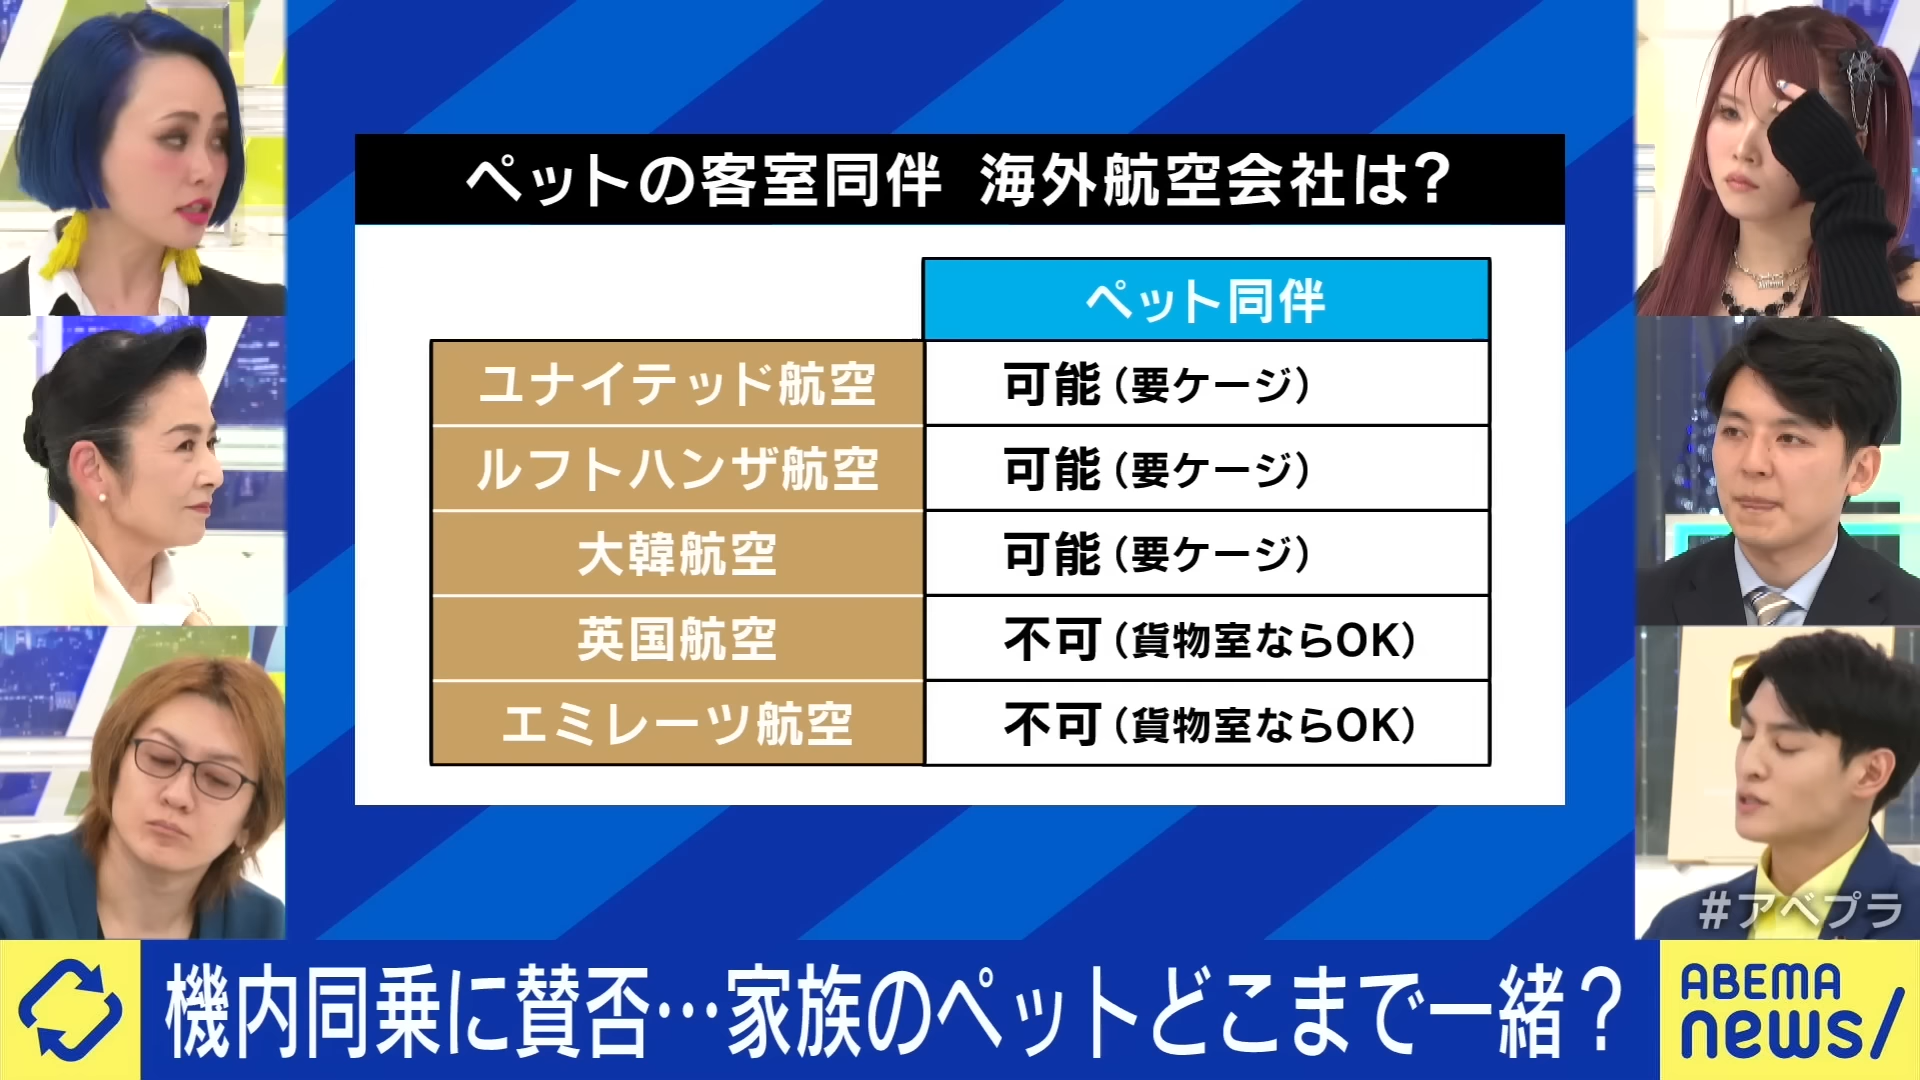 ペットの客室同伴 海外航空会社は?
ペット同伴
ユナイテッド航空 可能(要ケージ)
ルフトハンザ航空 可能(要ケージ)
大韓航空 可能(要ケージ)
英国航空 不可(貨物室ならOK)
エミレーツ航空 不可(貨物室ならOK)
#アベプラ
機内同乗に賛否…家族のペットどこまで一緒?
ABEMA
news/